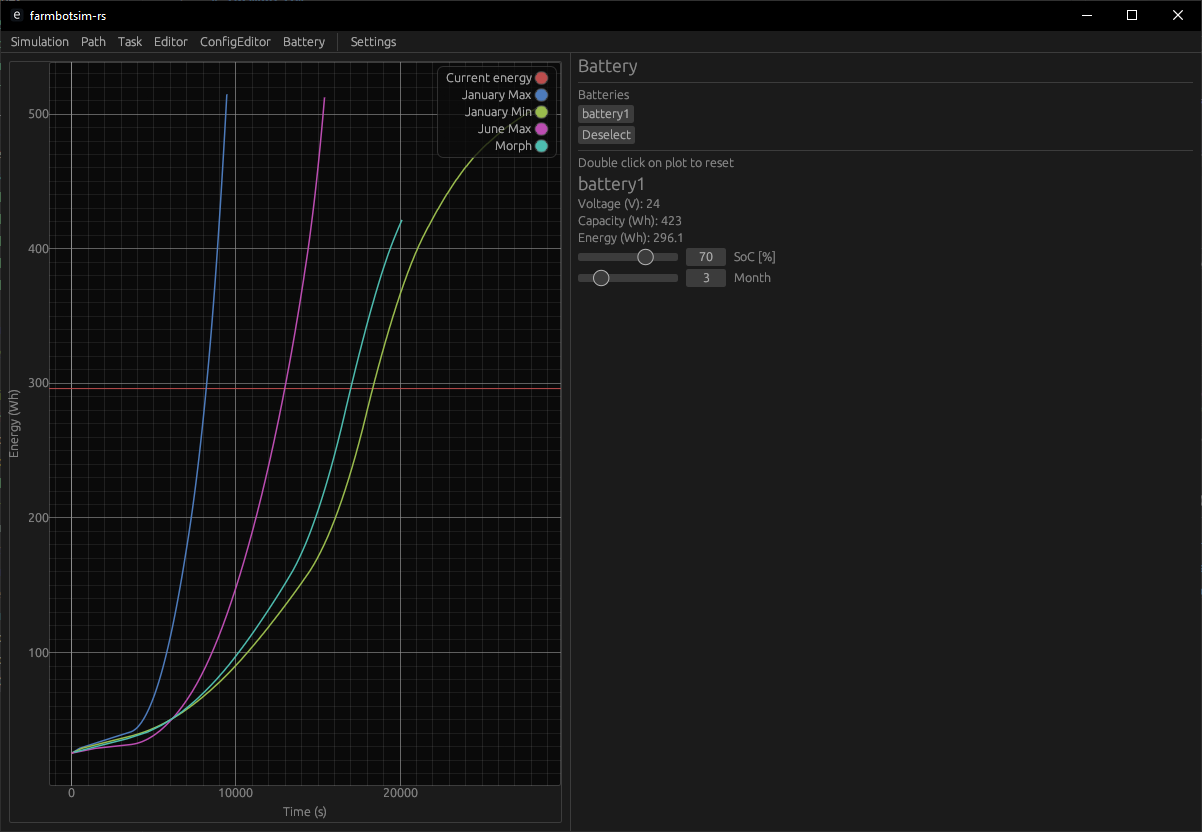 e farmbotsim-rs
Simulation Path Task Editor ConfigEditor Battery Settings
Current energy
January Max
January Min
June Max
Morph
500
400
300
200
100
Energy (Wh)
0 10000 20000
Time (s)
Battery
Batteries
battery1
Deselect
Double click on plot to reset
battery1
Voltage (V): 24
Capacity (Wh): 423
Energy (Wh): 296.1
70 SoC [%]
3 Month